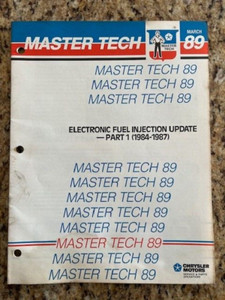 MASTER TECH
MARCH
89
MASTER TECH 89
MASTER TECH 89
MASTER TECH 89
ELECTRONIC FUEL INJECTION UPDATE
—PART 1 (1984-1987)
MASTER TECH 89
MASTER TECH 89
MASTER TECH 89
MASTER TECH 89
MASTER TECH 89
MASTER TECH 89
MASTER TECH 89
MASTER TECH 89
CHRYSLER
MOTORS